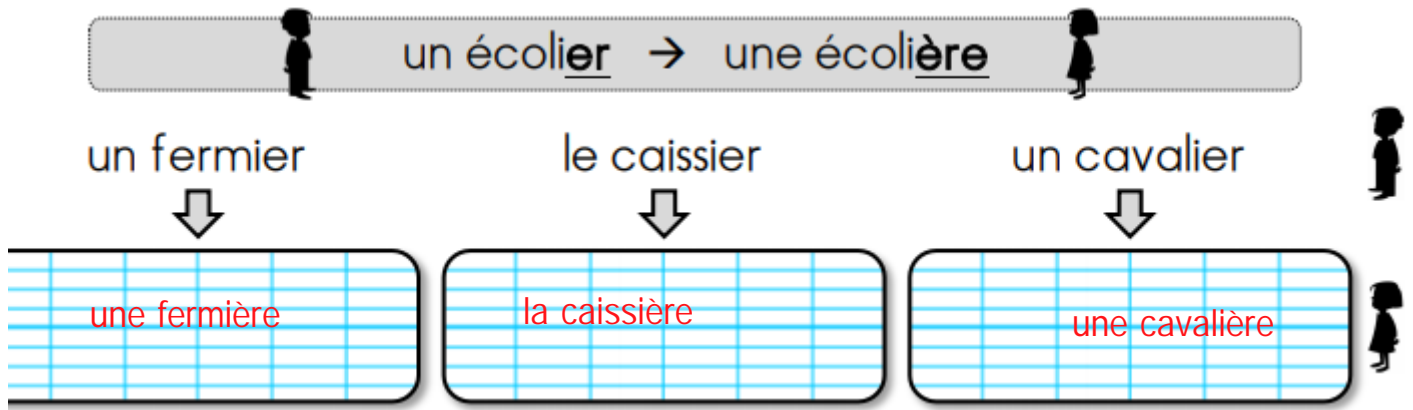 un écolier → une écolière
un fermier le caissier un cavalier
une fermière la caissière une cavalière